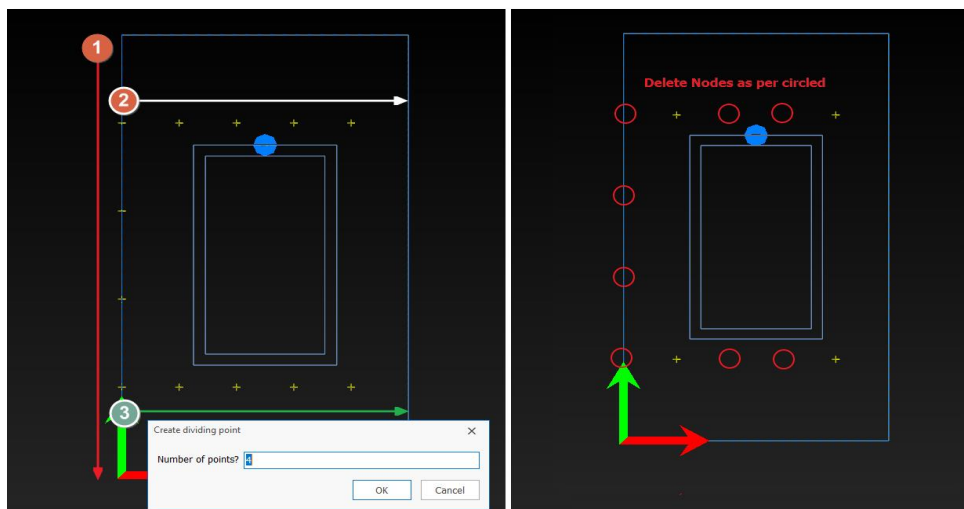 1
2
3
Create dividing point
Number of points? 4
OK Cancel
Delete Nodes as per circled